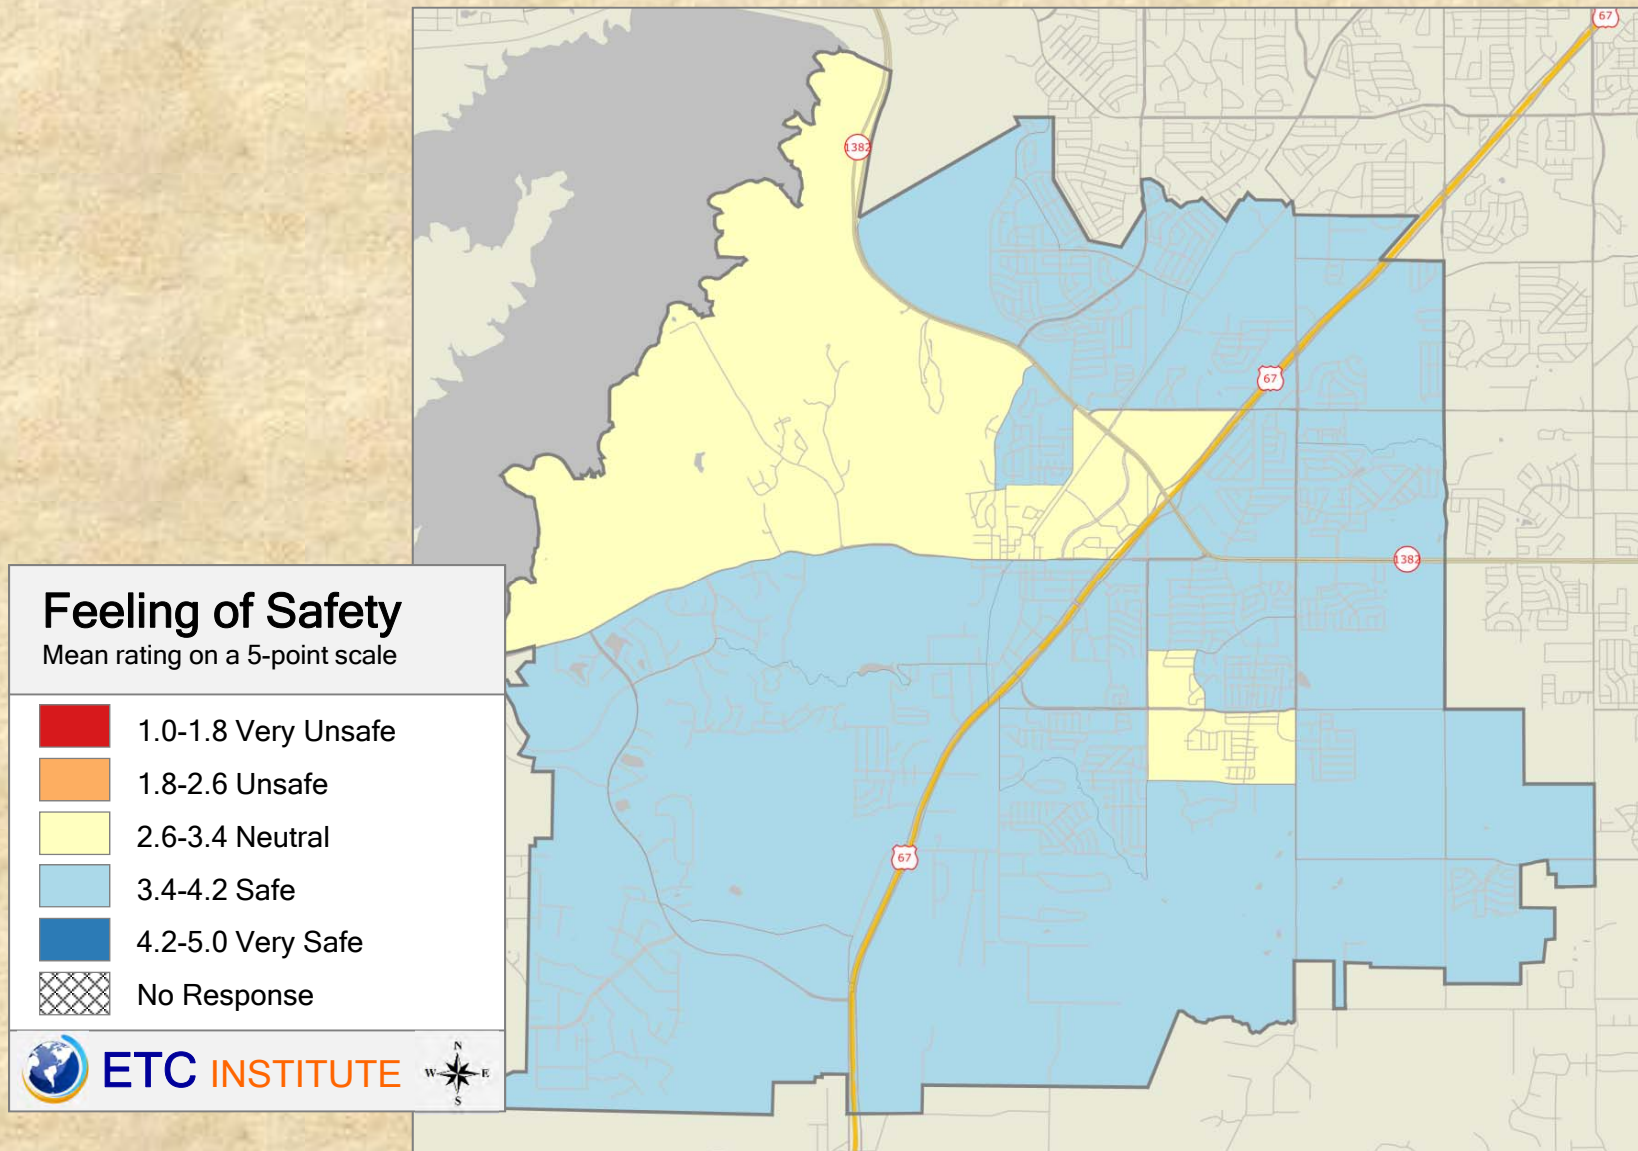 67
1382
67
1382
Feeling of Safety
Mean rating on a 5-point scale
1.0-1.8 Very Unsafe
1.8-2.6 Unsafe
2.6-3.4 Neutral
3.4-4.2 Safe
4.2-5.0 Very Safe
No Response
67
ETC INSTITUTE
N
W E
S